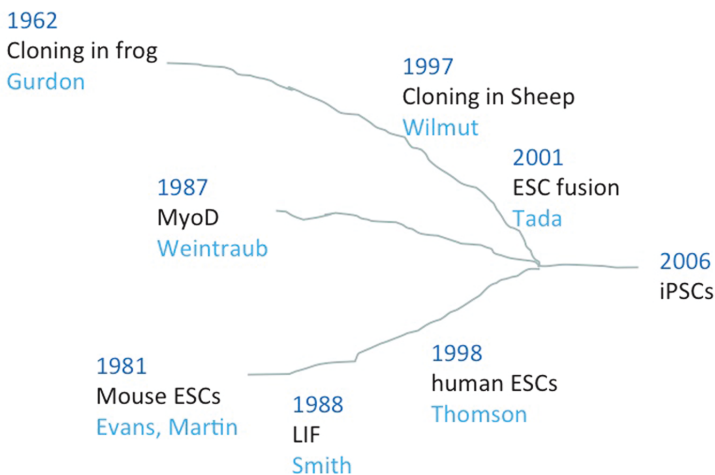 1962
Cloning in frog
Gurdon
1997
Cloning in Sheep
Wilmut
2001
ESC fusion
Tada
1987
MyoD
Weintraub
2006
iPSCs
1981
Mouse ESCs
Evans, Martin
1988
LIF
Smith
1998
human ESCs
Thomson